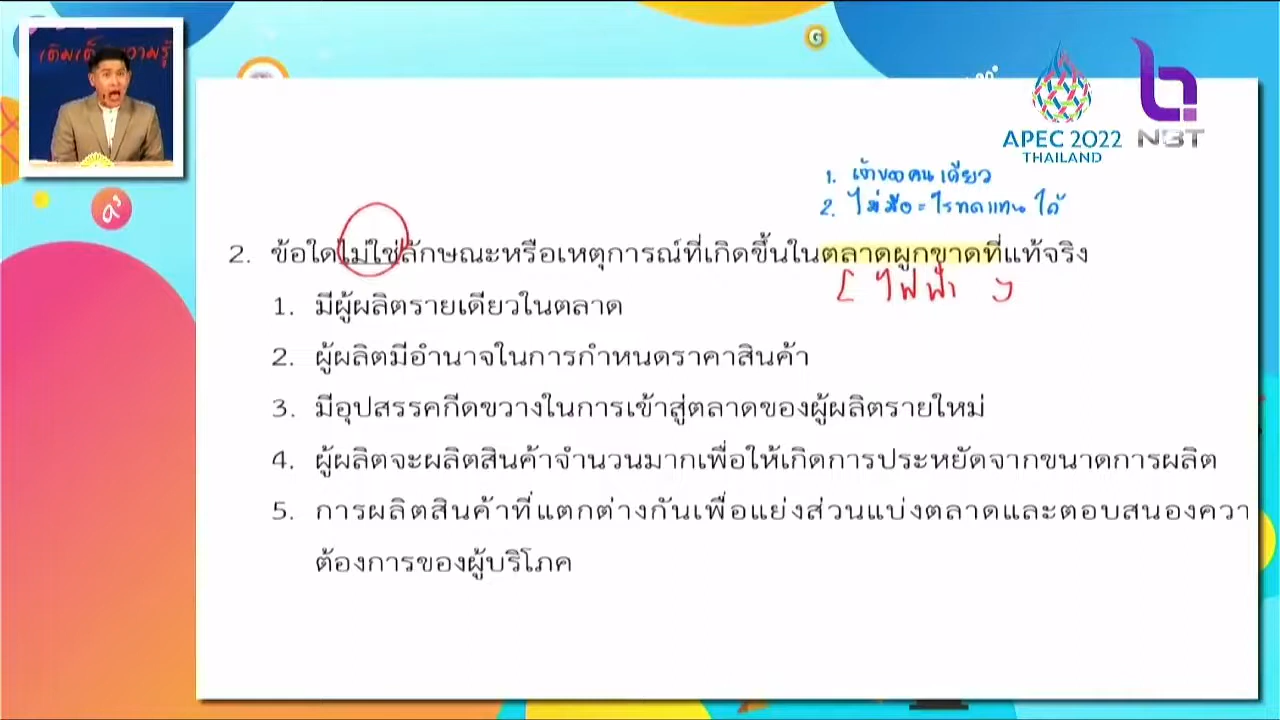 เติมเต็มความรู้
G
APEC 2022
THAILAND
NBT
1. เจ้าของคนเดียว
2. ไม่มีอะไรทดแทนได้
2. ข้อใดไม่ใช่ลักษณะหรือเหตุการณ์ที่เกิดขึ้นในตลาดผูกขาดที่แท้จริง
[ ไฟฟ้า ]
1. มีผู้ผลิตรายเดียวในตลาด
2. ผู้ผลิตมีอำนาจในการกำหนดราคาสินค้า
3. มีอุปสรรคกีดขวางในการเข้าสู่ตลาดของผู้ผลิตรายใหม่
4. ผู้ผลิตจะผลิตสินค้าจำนวนมากเพื่อให้เกิดการประหยัดจากขนาดการผลิต
5. การผลิตสินค้าที่แตกต่างกันเพื่อแย่งส่วนแบ่งตลาดและตอบสนองควา
ต้องการของผู้บริโภค